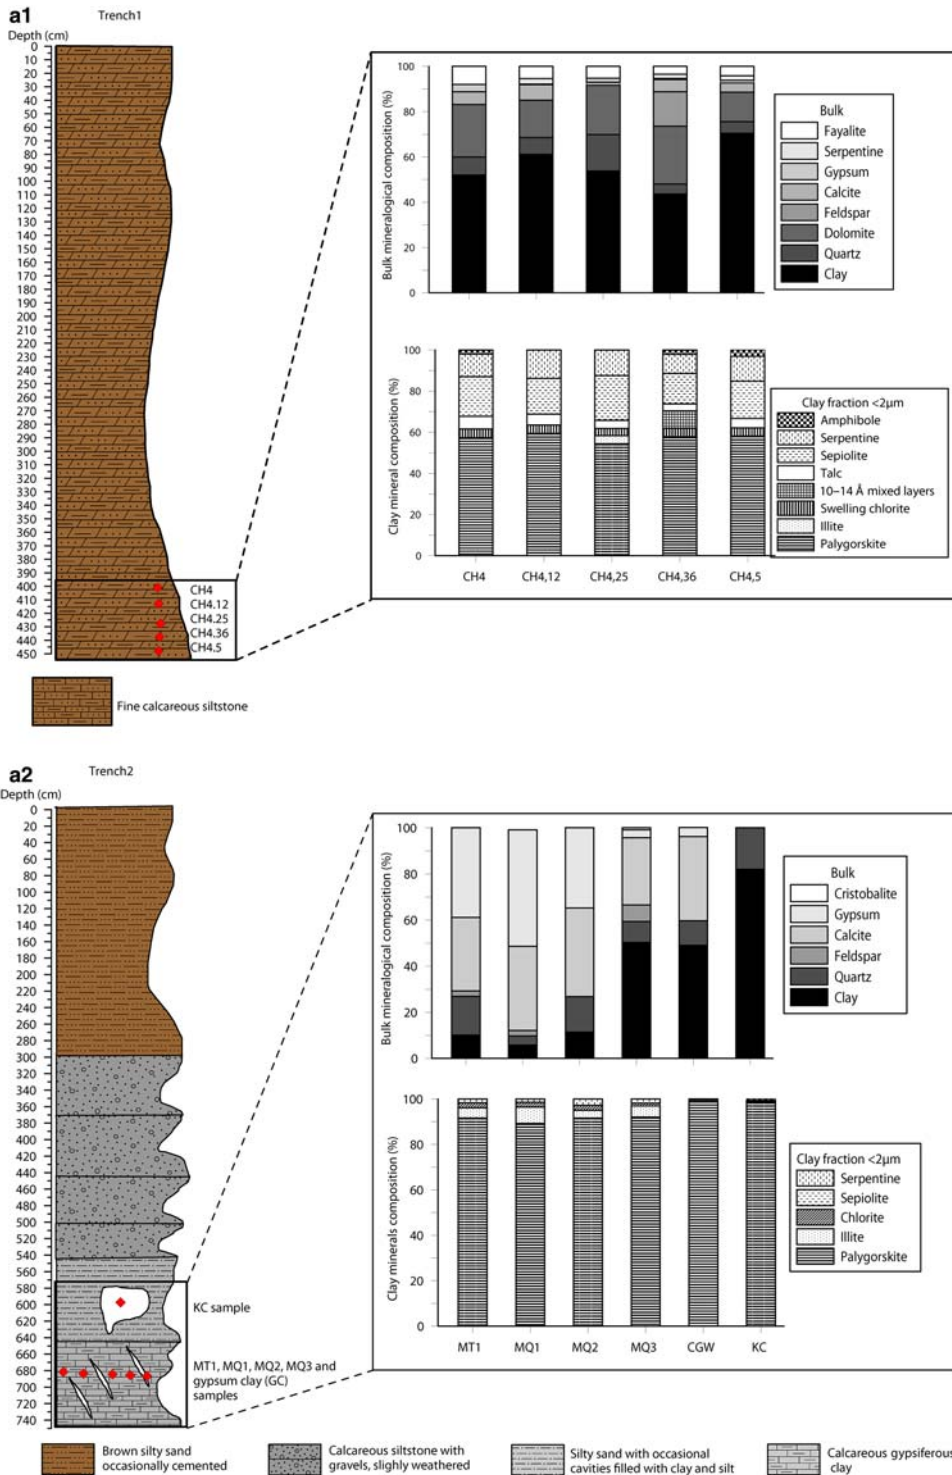 a1
Trench1
Depth (cm)
0
10
20
30
40
50
60
70
80
90
100
110
120
130
140
150
160
170
180
190
200
210
220
230
240
250
260
270
280
290
300
310
320
330
340
350
360
370
380
390
400
410
420
430
440
450
CH4
CH4.12
CH4.25
CH4.36
CH4.5
Fine calcareous siltstone
Bulk mineralogical composition (%)
100
80
60
40
20
0
Bulk
Fayalite
Serpentine
Gypsum
Calcite
Feldspar
Dolomite
Quartz
Clay
Clay mineral composition (%)
100
80
60
40
20
0
CH4 CH4,12 CH4,25 CH4,36 CH4,5
Clay fraction <2µm
Amphibole
Serpentine
Sepiolite
Talc
10–14 Å mixed layers
Swelling chlorite
Illite
Palygorskite
a2
Trench2
Depth (cm)
0
20
40
60
80
100
120
140
160
180
200
220
240
260
280
300
320
340
360
380
400
420
440
460
480
500
520
540
560
580
600
620
640
660
680
700
720
740
KC sample
MT1, MQ1, MQ2, MQ3 and
gypsum clay (GC)
samples
Bulk mineralogical composition (%)
100
80
60
40
20
0
Bulk
Cristobalite
Gypsum
Calcite
Feldspar
Quartz
Clay
Clay minerals composition (%)
100
80
60
40
20
0
MT1 MQ1 MQ2 MQ3 CGW KC
Clay fraction <2µm
Serpentine
Sepiolite
Chlorite
Illite
Palygorskite
Brown silty sand
occasionally cemented
Calcareous siltstone with
gravels, slighly weathered
Silty sand with occasional
cavities filled with clay and silt
Calcareous gypsiferous
clay